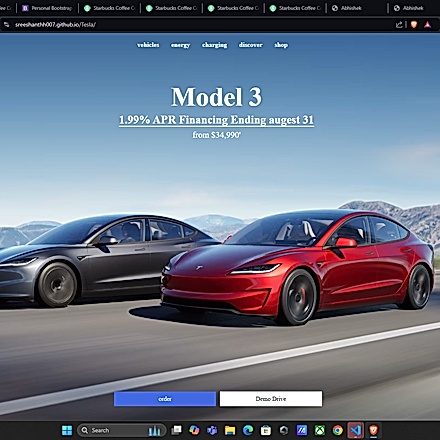 Personal Bootstrap
Starbucks Coffee C
Starbucks Coffee C
Starbucks Coffee C
Starbucks Coffee C
Abhishek
Abhishek
sreeshanthh007.github.io/Tesla/
vehicles energy charging discover shop
Model 3
1.99% APR Financing Ending augest 31
from $34,990*
order
Demo Drive
Search